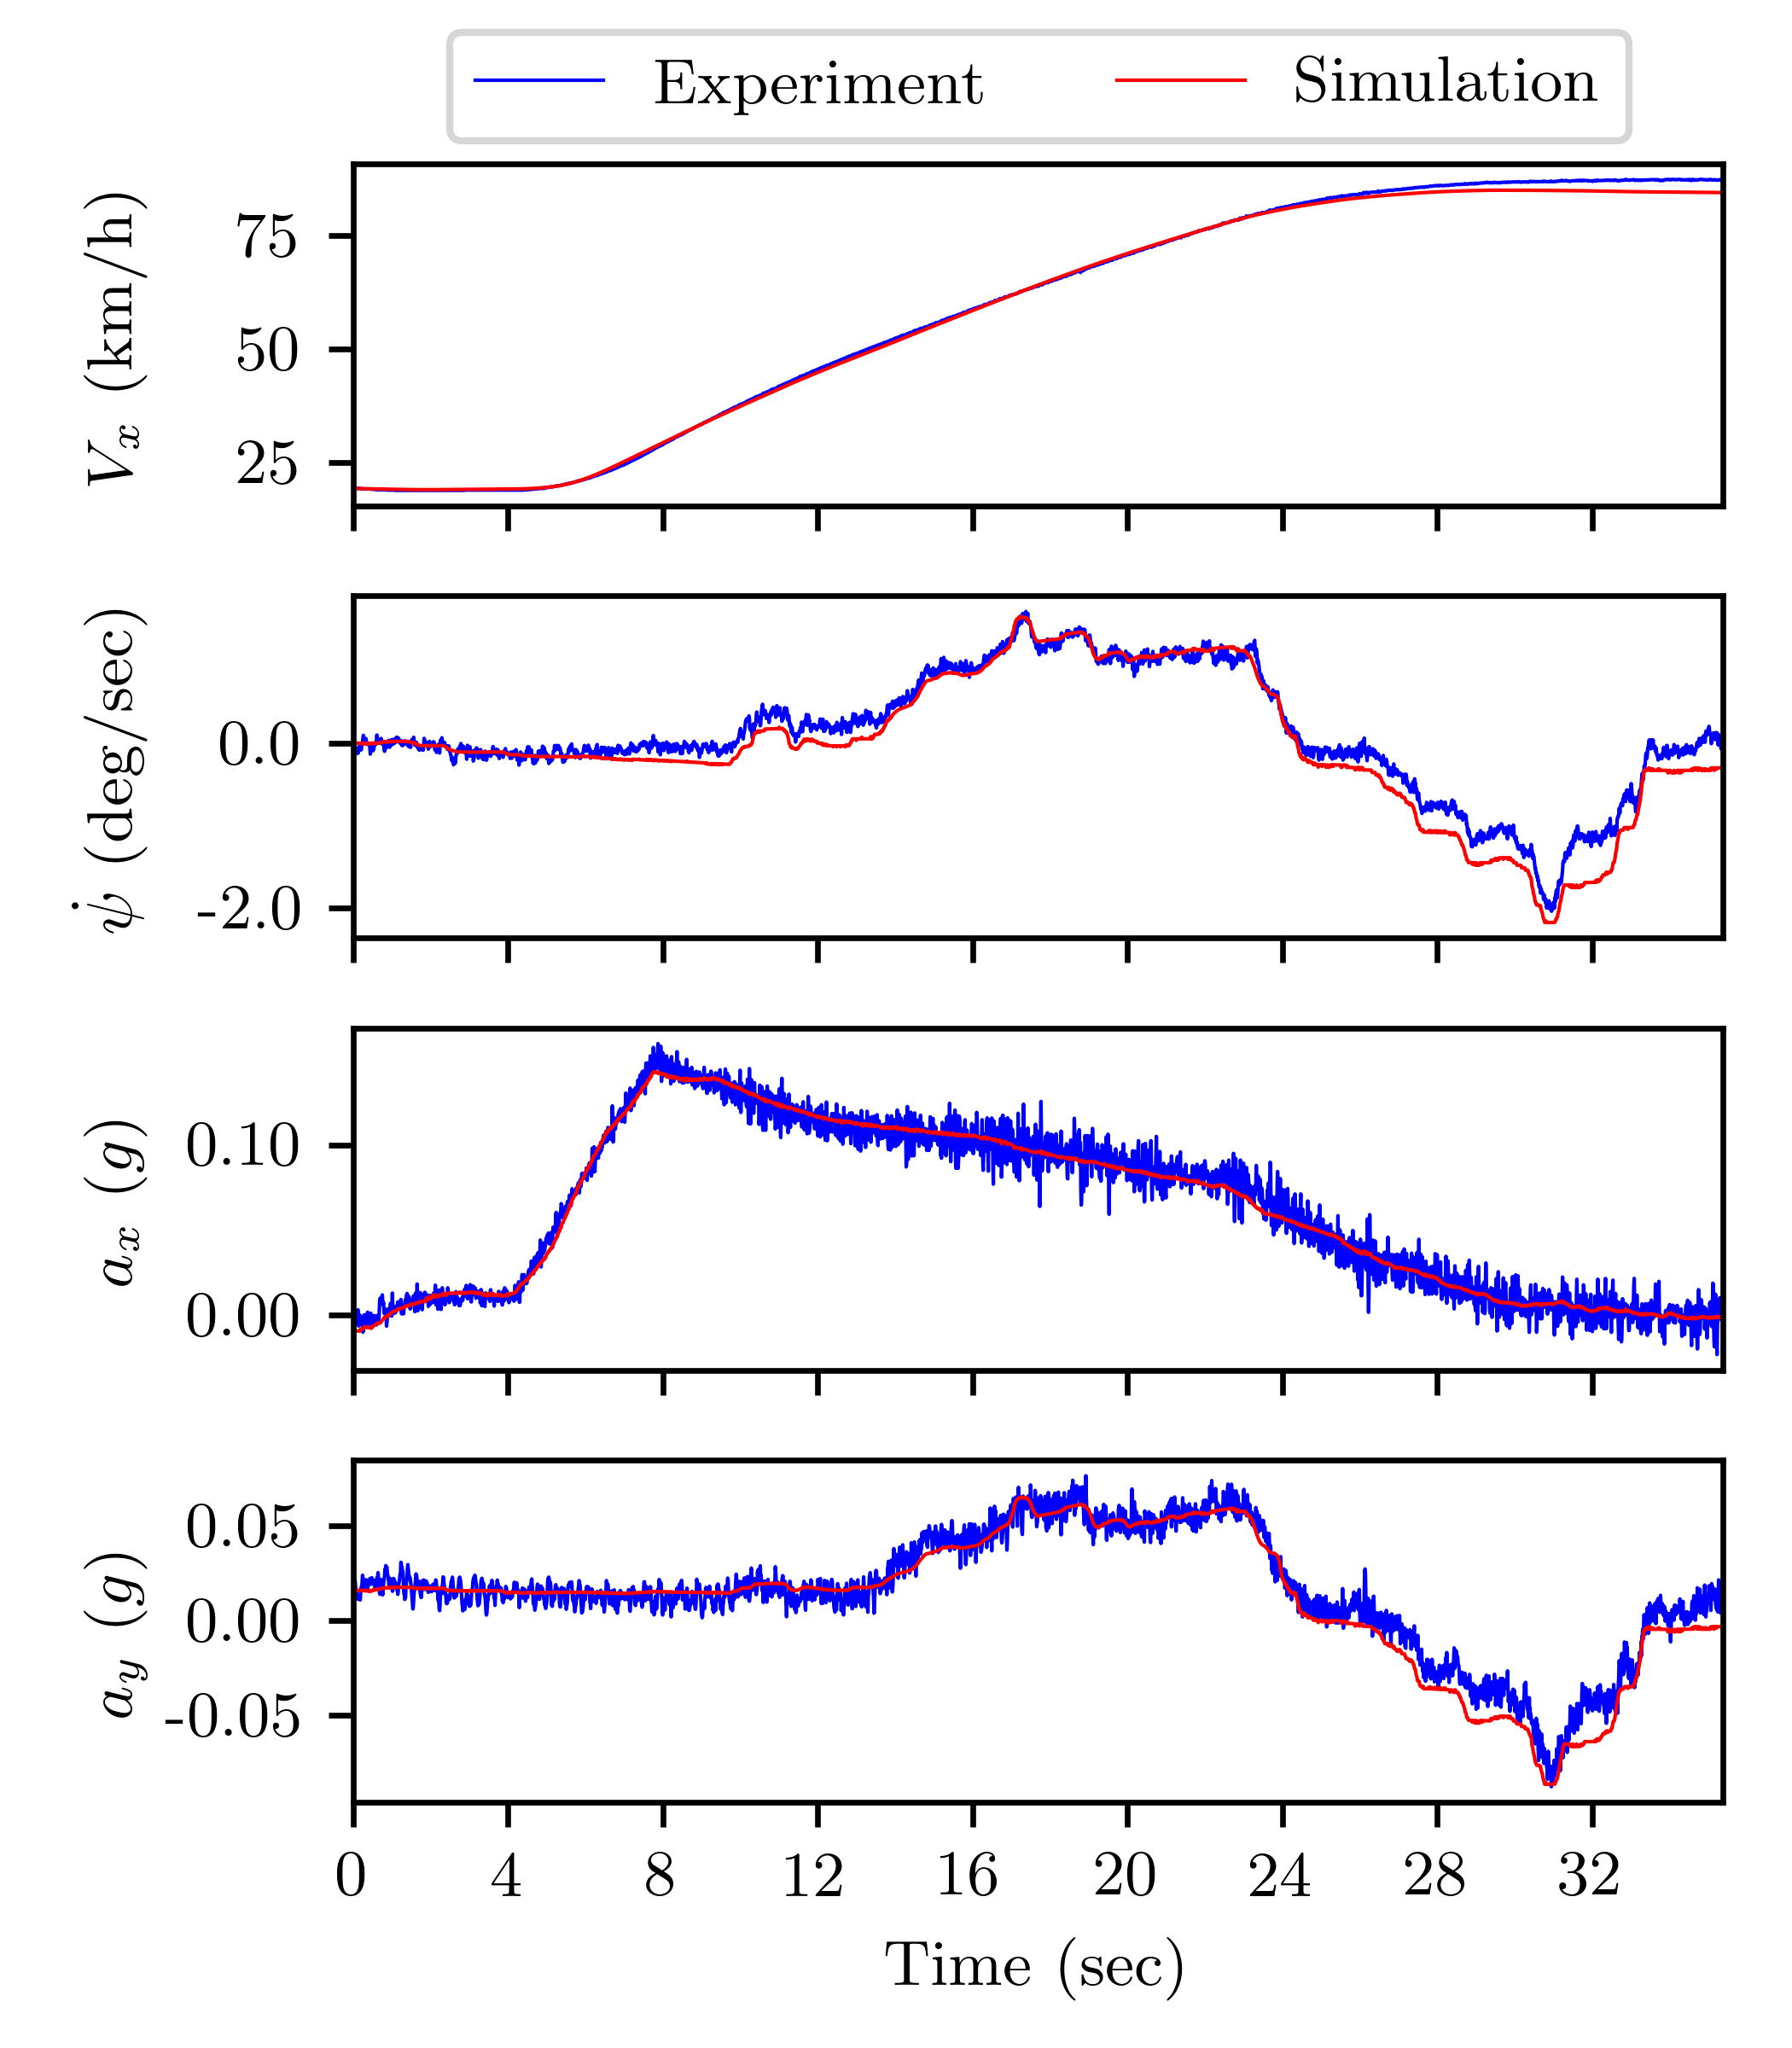 Experiment Simulation
V_x (km/h)
75
50
25
ψ̇ (deg/sec)
0.0
-2.0
a_x (g)
0.10
0.00
a_y (g)
0.05
0.00
-0.05
0 4 8 12 16 20 24 28 32
Time (sec)